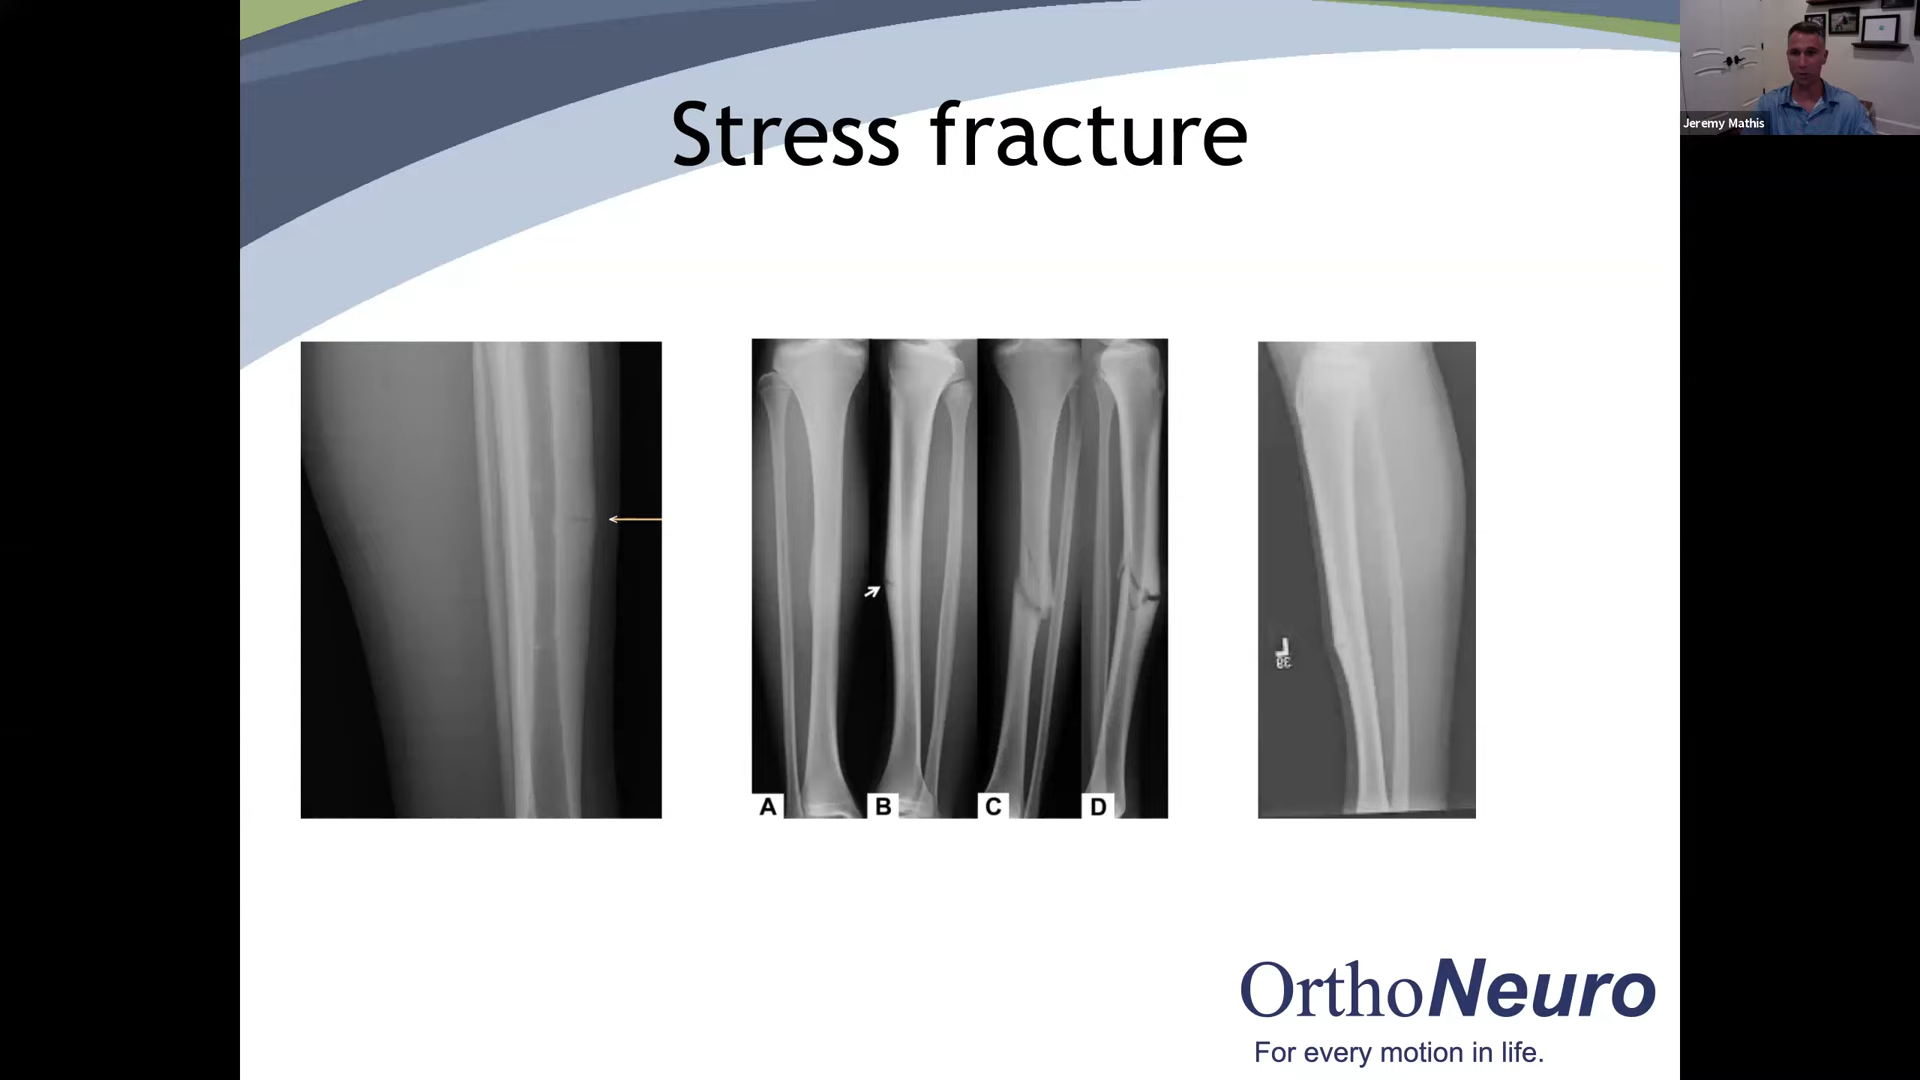 Stress fracture
Jeremy Mathis
L
A B C D
OrthoNeuro
For every motion in life.